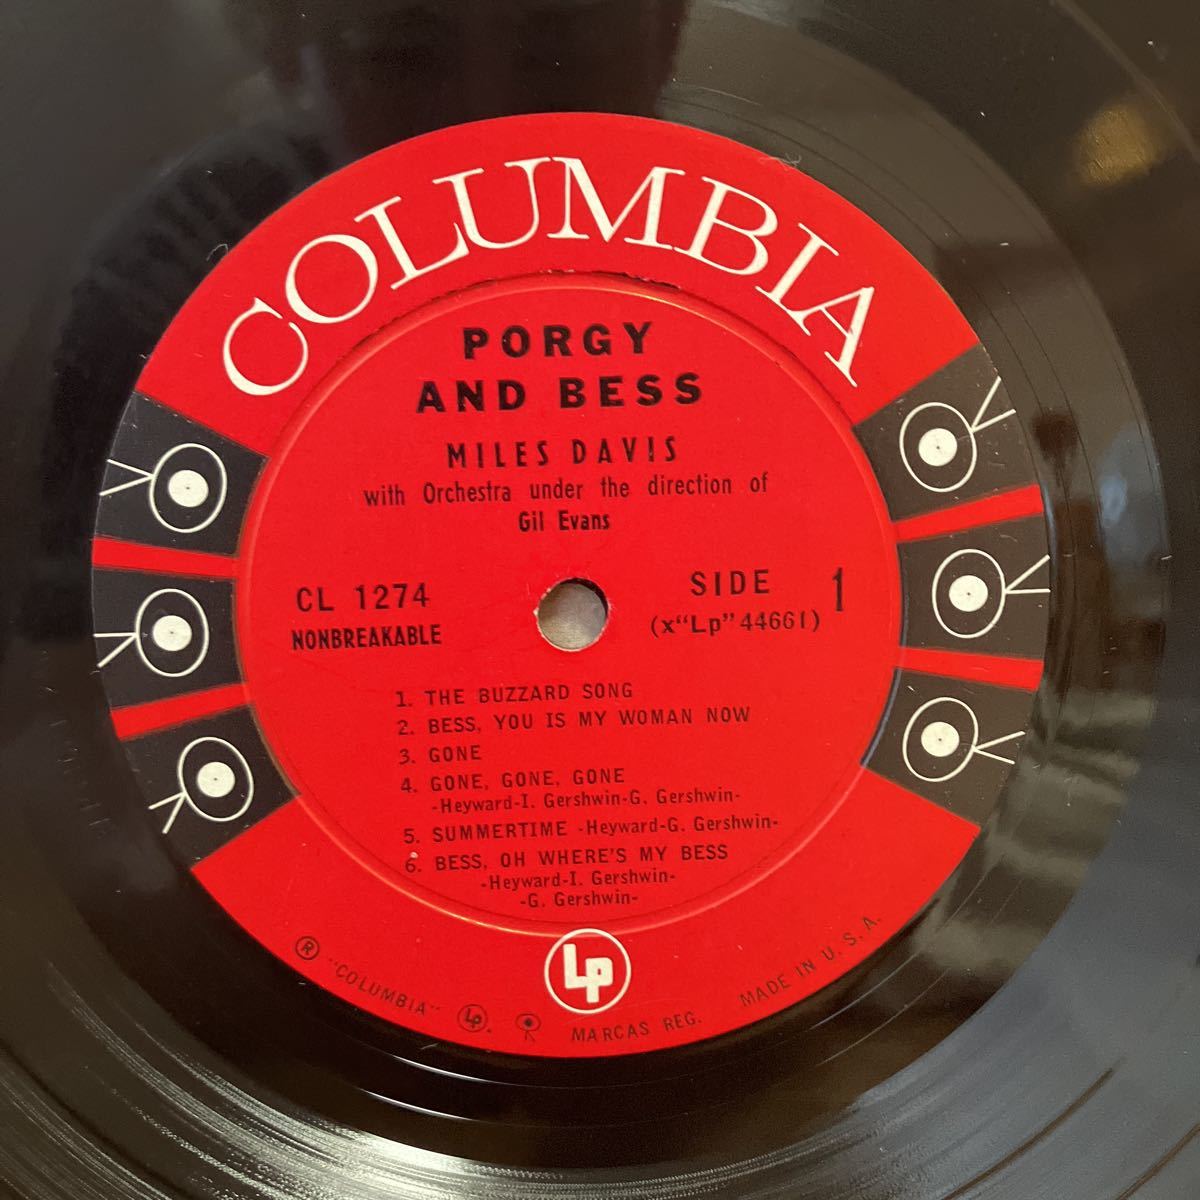 COLUMBIA
PORGY
AND BESS
MILES DAVIS
with Orchestra under the direction of
Gil Evans
CL 1274
NONBREAKABLE
SIDE 1
(x“Lp”44661)
1. THE BUZZARD SONG
2. BESS, YOU IS MY WOMAN NOW
3. GONE
4. GONE, GONE, GONE
-Heyward-I. Gershwin-G. Gershwin-
5. SUMMERTIME -Heyward-G. Gershwin-
6. BESS, OH WHERE'S MY BESS
-Heyward-I. Gershwin-
-G. Gershwin-
LP
® "COLUMBIA" LP. MARCAS REG. MADE IN U. S. A.